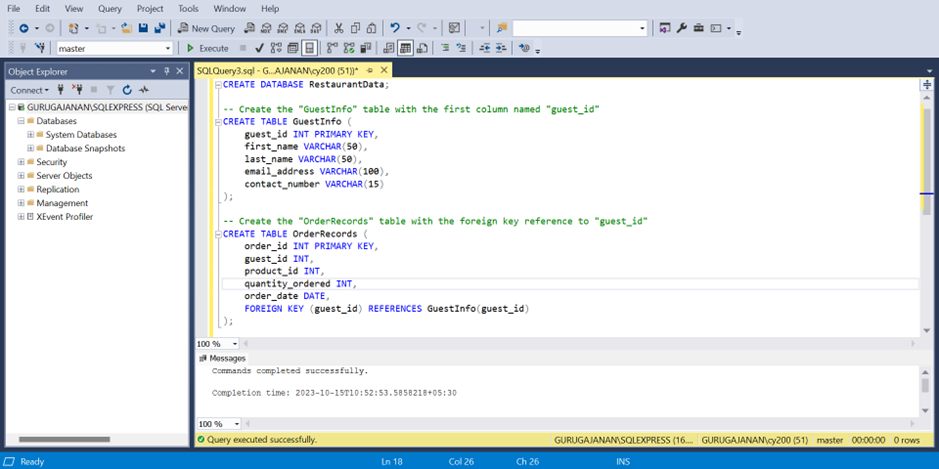 File Edit View Query Project Tools Window Help
New Query MDX DMX XMLA DAX
master Execute
Object Explorer
Connect
GURUGAJANAN\SQLEXPRESS (SQL Server
Databases
System Databases
Database Snapshots
Security
Server Objects
Replication
Management
XEvent Profiler
SQLQuery3.sql - G...AJANAN\cy200 (51))*
CREATE DATABASE RestaurantData;
-- Create the "GuestInfo" table with the first column named "guest_id"
CREATE TABLE GuestInfo (
guest_id INT PRIMARY KEY,
first_name VARCHAR(50),
last_name VARCHAR(50),
email_address VARCHAR(100),
contact_number VARCHAR(15)
);
-- Create the "OrderRecords" table with the foreign key reference to "guest_id"
CREATE TABLE OrderRecords (
order_id INT PRIMARY KEY,
guest_id INT,
product_id INT,
quantity_ordered INT,
order_date DATE,
FOREIGN KEY (guest_id) REFERENCES GuestInfo(guest_id)
);
100 %
Messages
Commands completed successfully.
Completion time: 2023-10-15T10:52:53.5858218+05:30
100 %
Query executed successfully. GURUGAJANAN\SQLEXPRESS (16.... GURUGAJANAN\cy200 (51) master 00:00:00 0 rows
Ready Ln 18 Col 26 Ch 26 INS